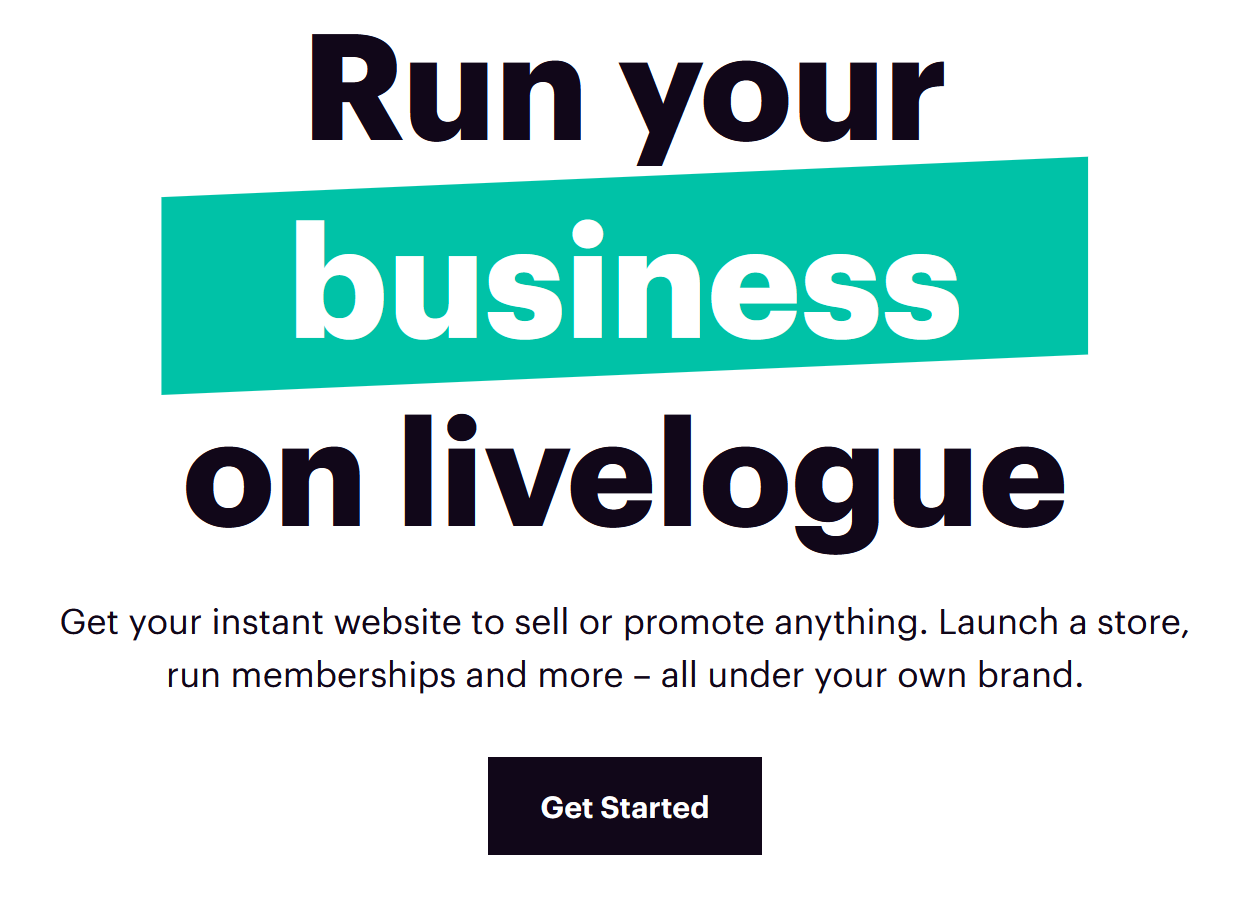 Run your
business
on livelogue
Get your instant website to sell or promote anything. Launch a store,
run memberships and more – all under your own brand.
Get Started